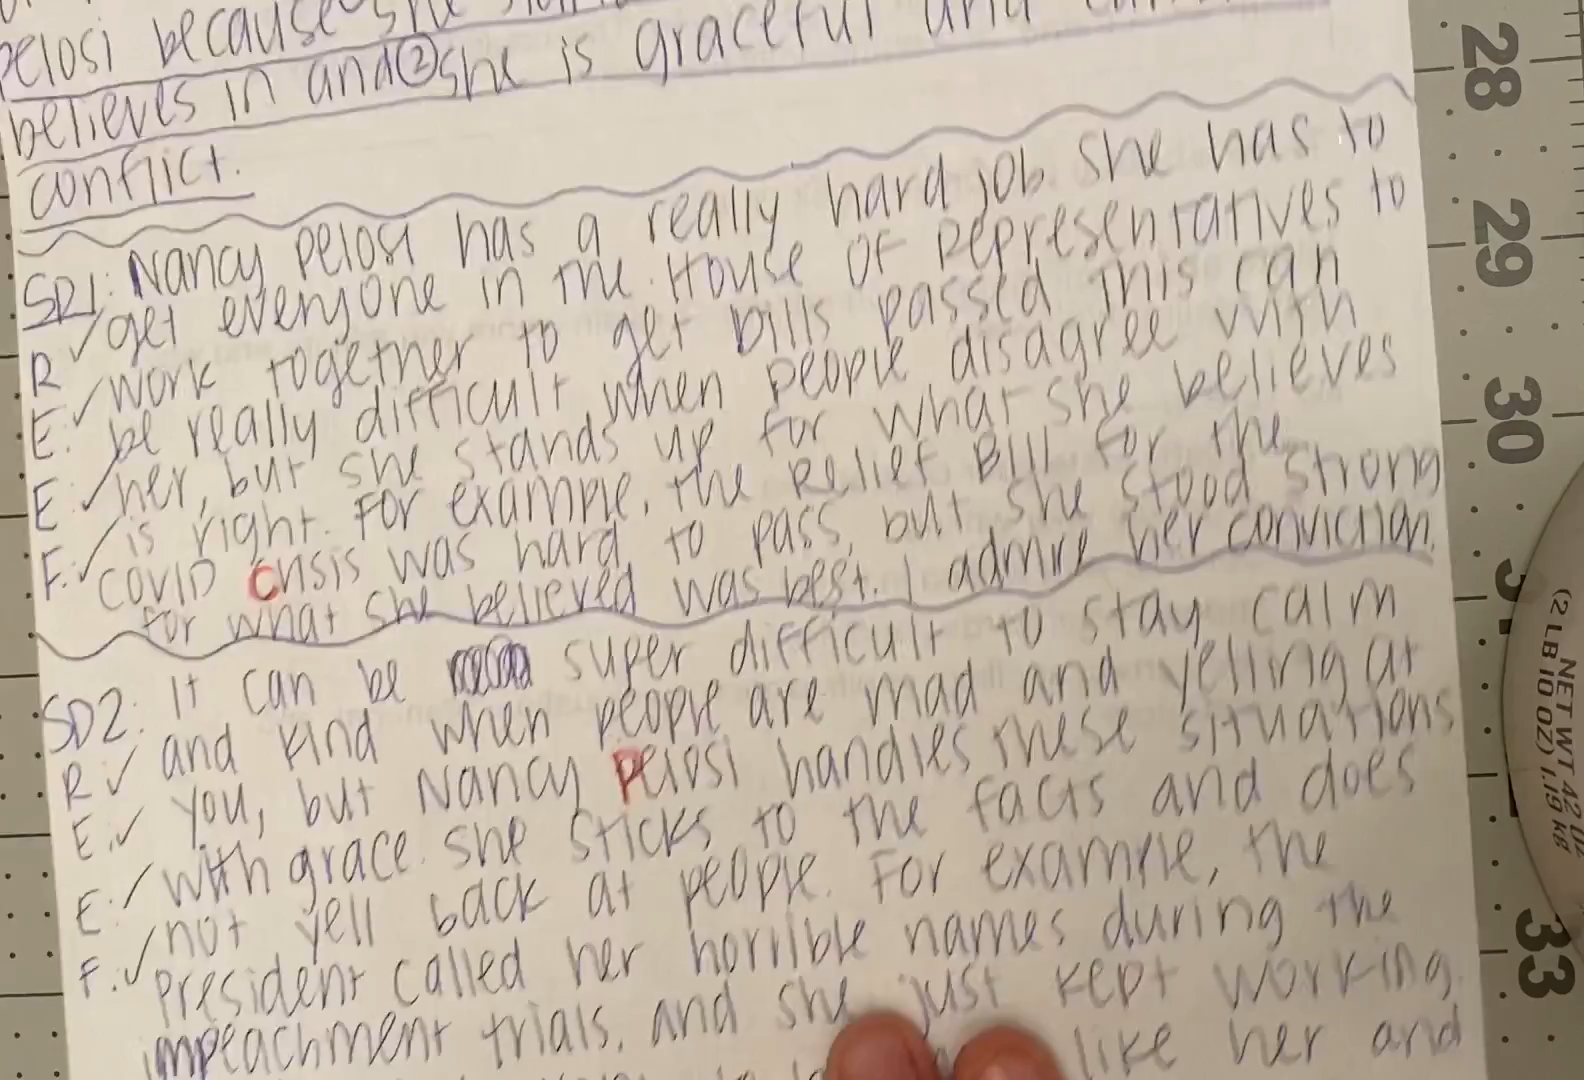 pelosi because she
believes in and ② she is graceful and
conflict.
SD1: Nancy pelosi has a really hard job. she has to
R ✓ get everyone in the House of Representatives to
E: ✓ work together to get bills passed This can
be really difficult when people disagree with
E: ✓ her, but she stands up for what she believes
F: ✓ is right. For example, the Relief Bill for the
COVID crisis was hard to pass, but she stood strong
for what she believed was best. I admire her conviction.
SD2: It can be super difficult to stay calm
R ✓ and kind when people are mad and yelling at
E: ✓ you, but Nancy Pelosi handles these situations
E: ✓ with grace. she sticks to the facts and does
F: ✓ not yell back at people. For example, the
President called her horrible names during the
impeachment trials, and she just kept working.
like her and
28
29
30
33
NET WT 42 OZ
(2 LB 10 OZ) 1.19 kg